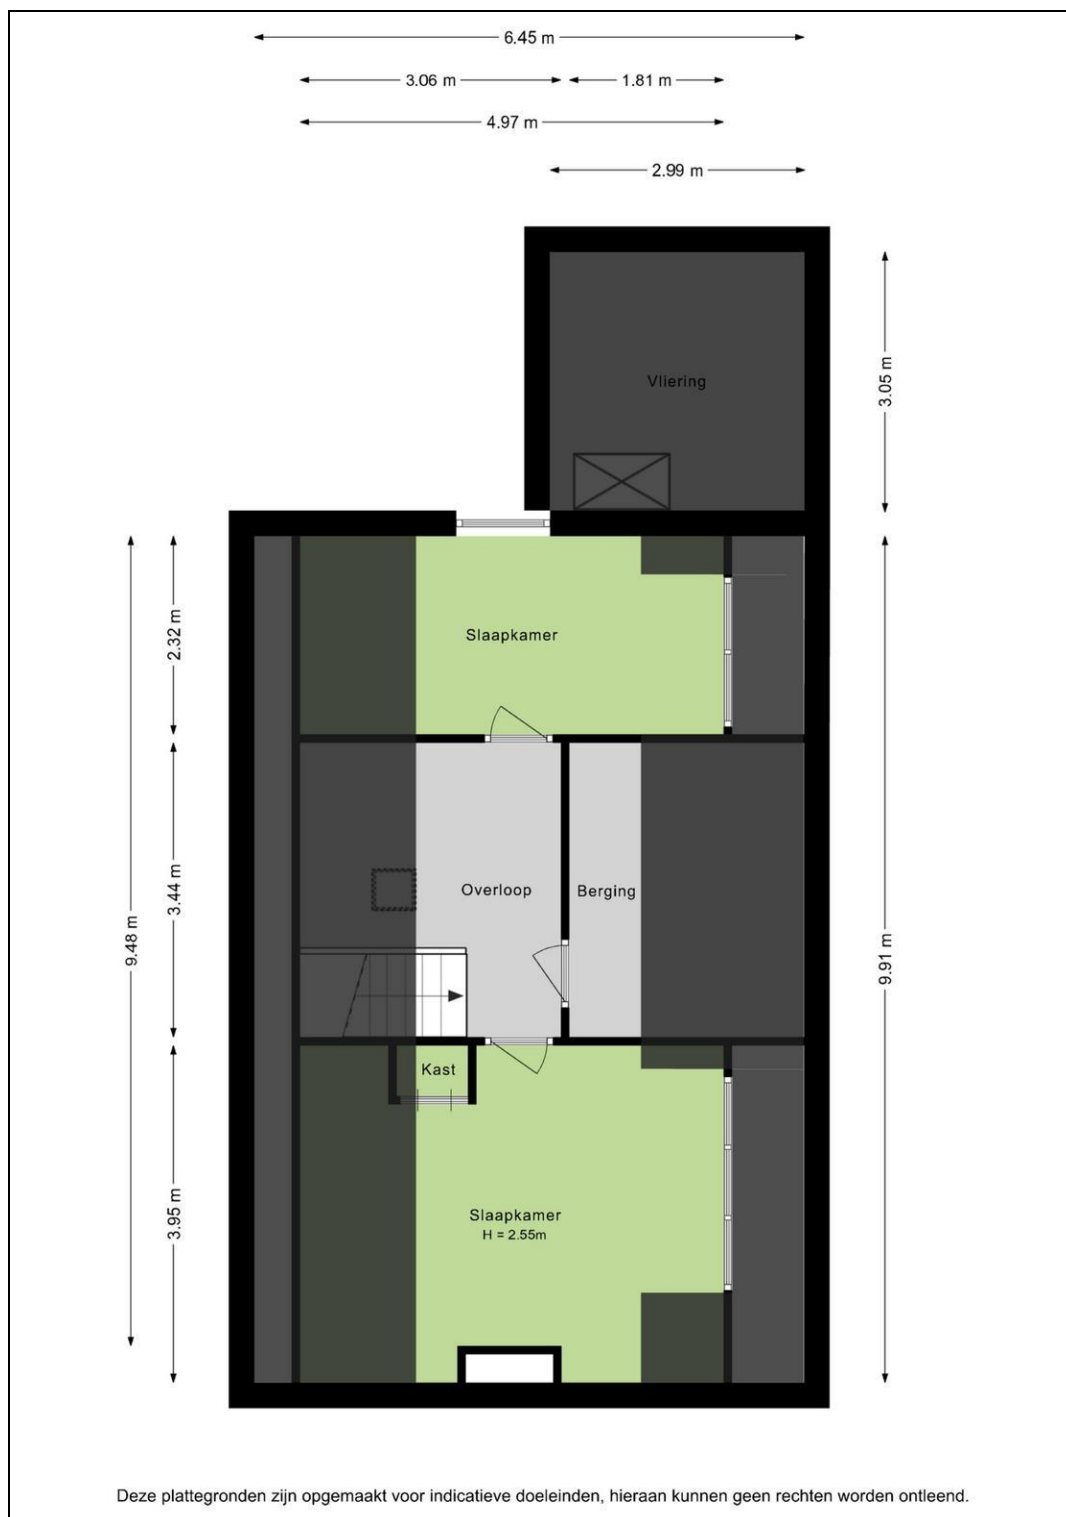 6.45 m
3.06 m
1.81 m
4.97 m
2.99 m
3.05 m
Vliering
2.32 m
Slaapkamer
3.44 m
9.48 m
Overloop
Berging
9.91 m
Kast
3.95 m
Slaapkamer
H = 2.55m
Deze plattegronden zijn opgemaakt voor indicatieve doeleinden, hieraan kunnen geen rechten worden ontleend.